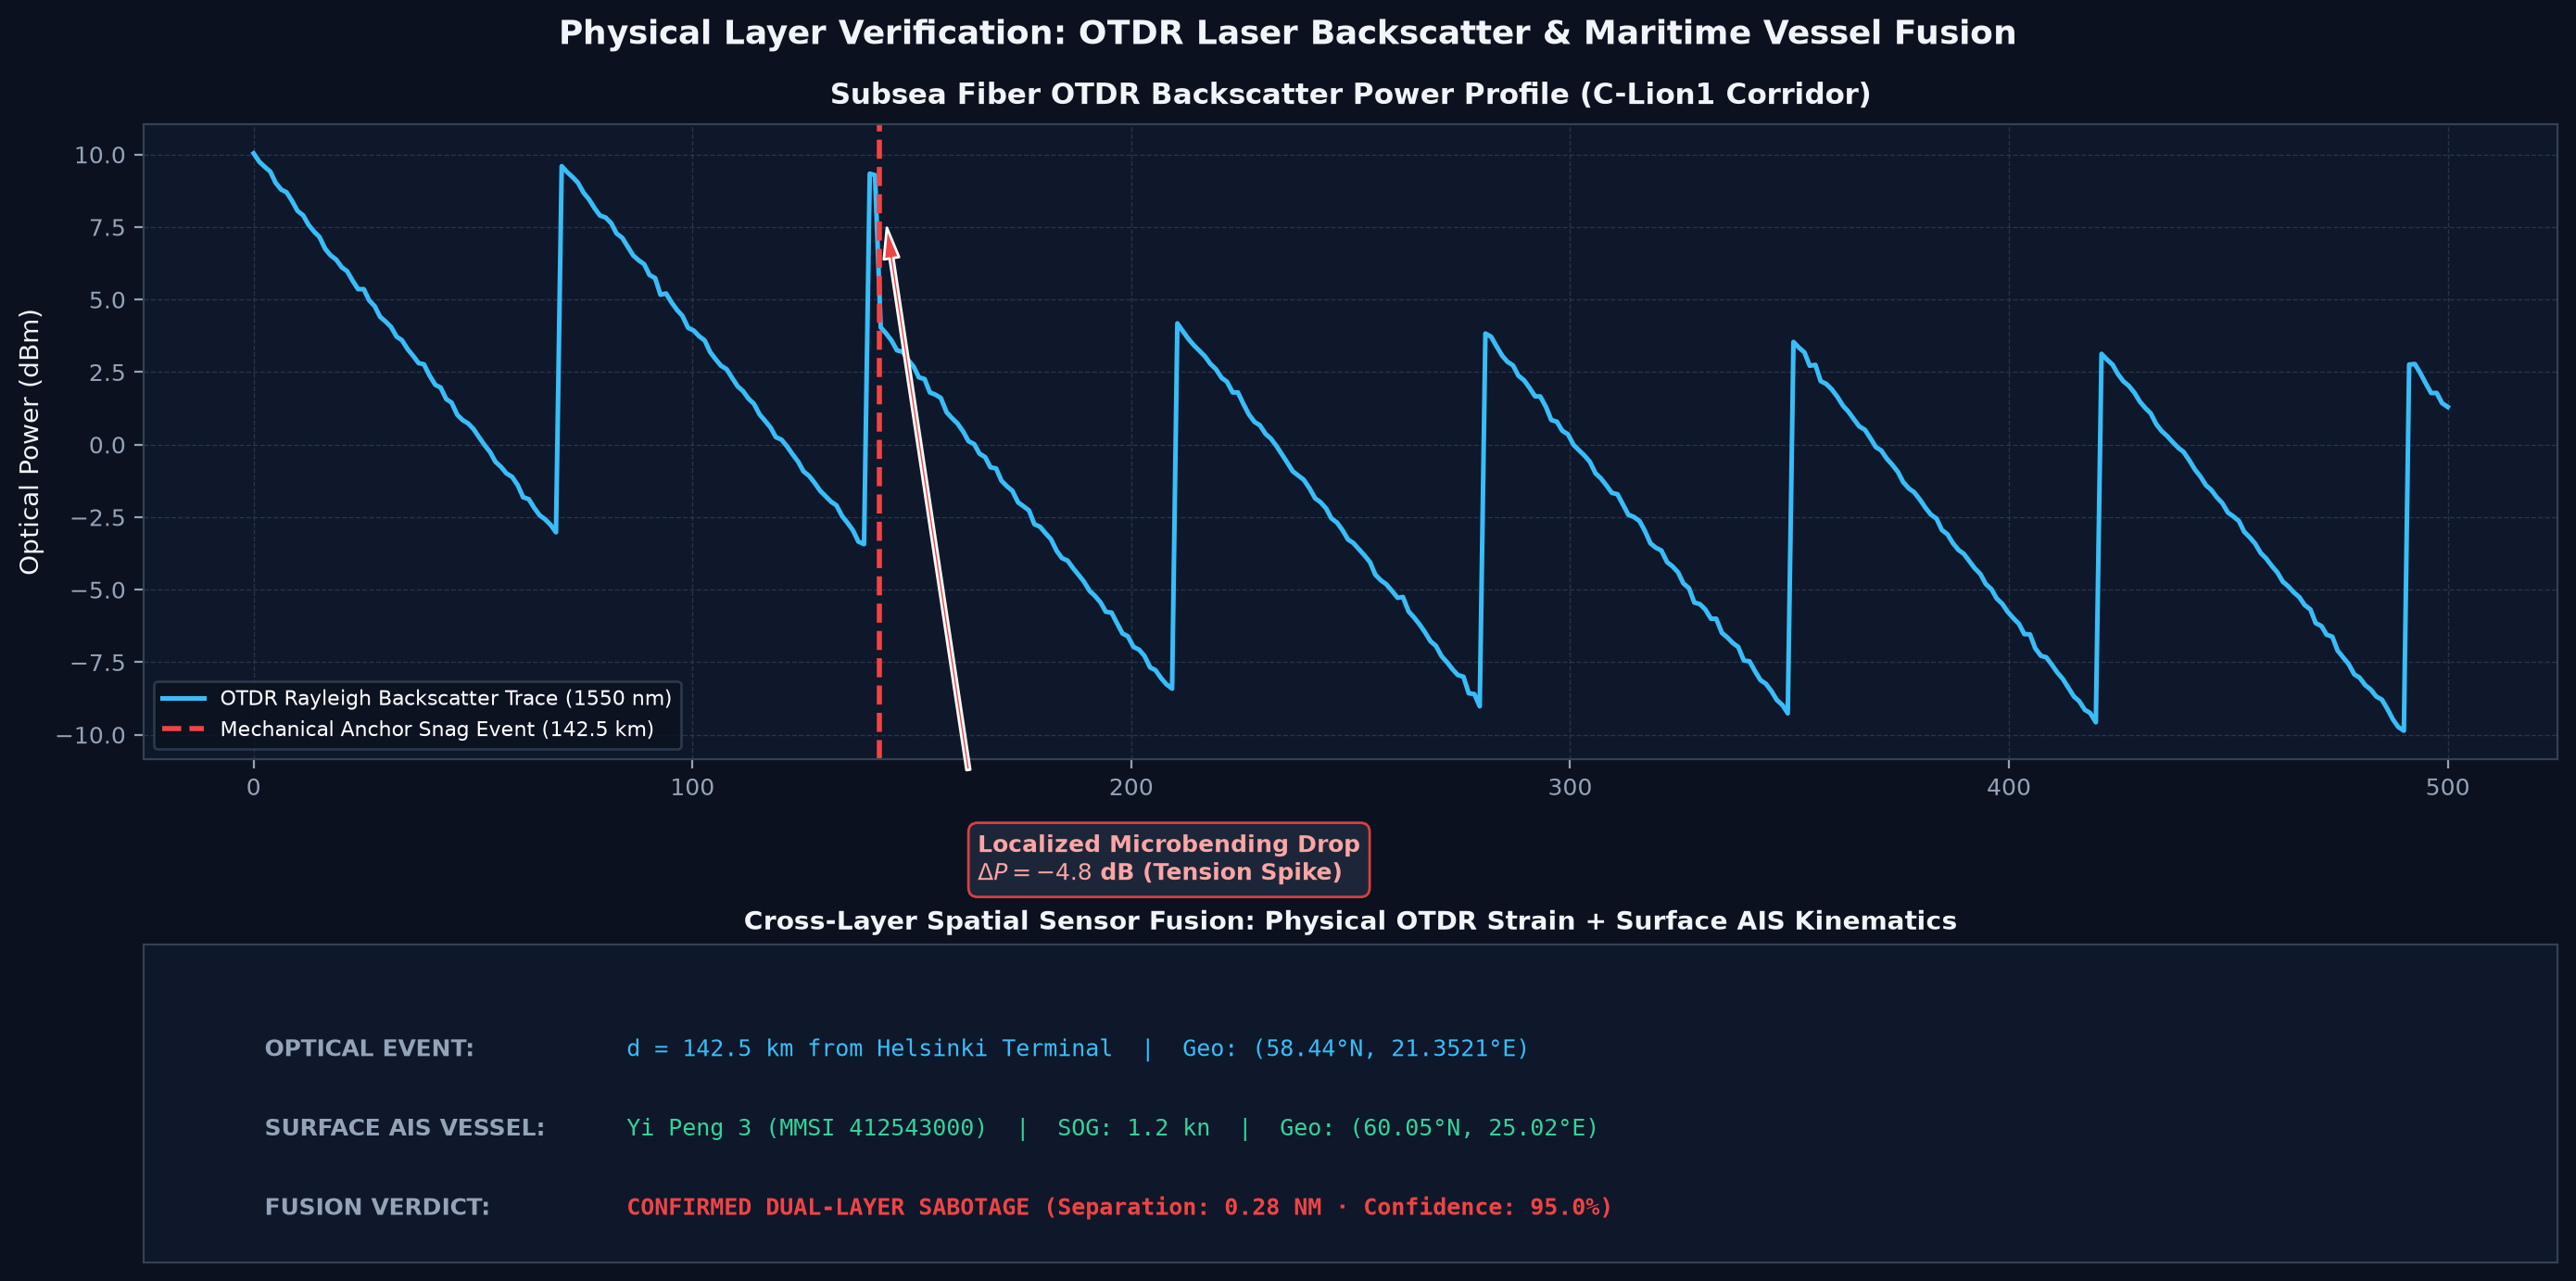 Physical Layer Verification: OTDR Laser Backscatter & Maritime Vessel Fusion
Subsea Fiber OTDR Backscatter Power Profile (C-Lion1 Corridor)
Optical Power (dBm)
10.0
7.5
5.0
2.5
0.0
−2.5
−5.0
−7.5
−10.0
OTDR Rayleigh Backscatter Trace (1550 nm)
Mechanical Anchor Snag Event (142.5 km)
0 100 200 300 400 500
Localized Microbending Drop
ΔP = −4.8 dB (Tension Spike)
Cross-Layer Spatial Sensor Fusion: Physical OTDR Strain + Surface AIS Kinematics
OPTICAL EVENT: d = 142.5 km from Helsinki Terminal | Geo: (58.44°N, 21.3521°E)
SURFACE AIS VESSEL: Yi Peng 3 (MMSI 412543000) | SOG: 1.2 kn | Geo: (60.05°N, 25.02°E)
FUSION VERDICT: CONFIRMED DUAL-LAYER SABOTAGE (Separation: 0.28 NM · Confidence: 95.0%)